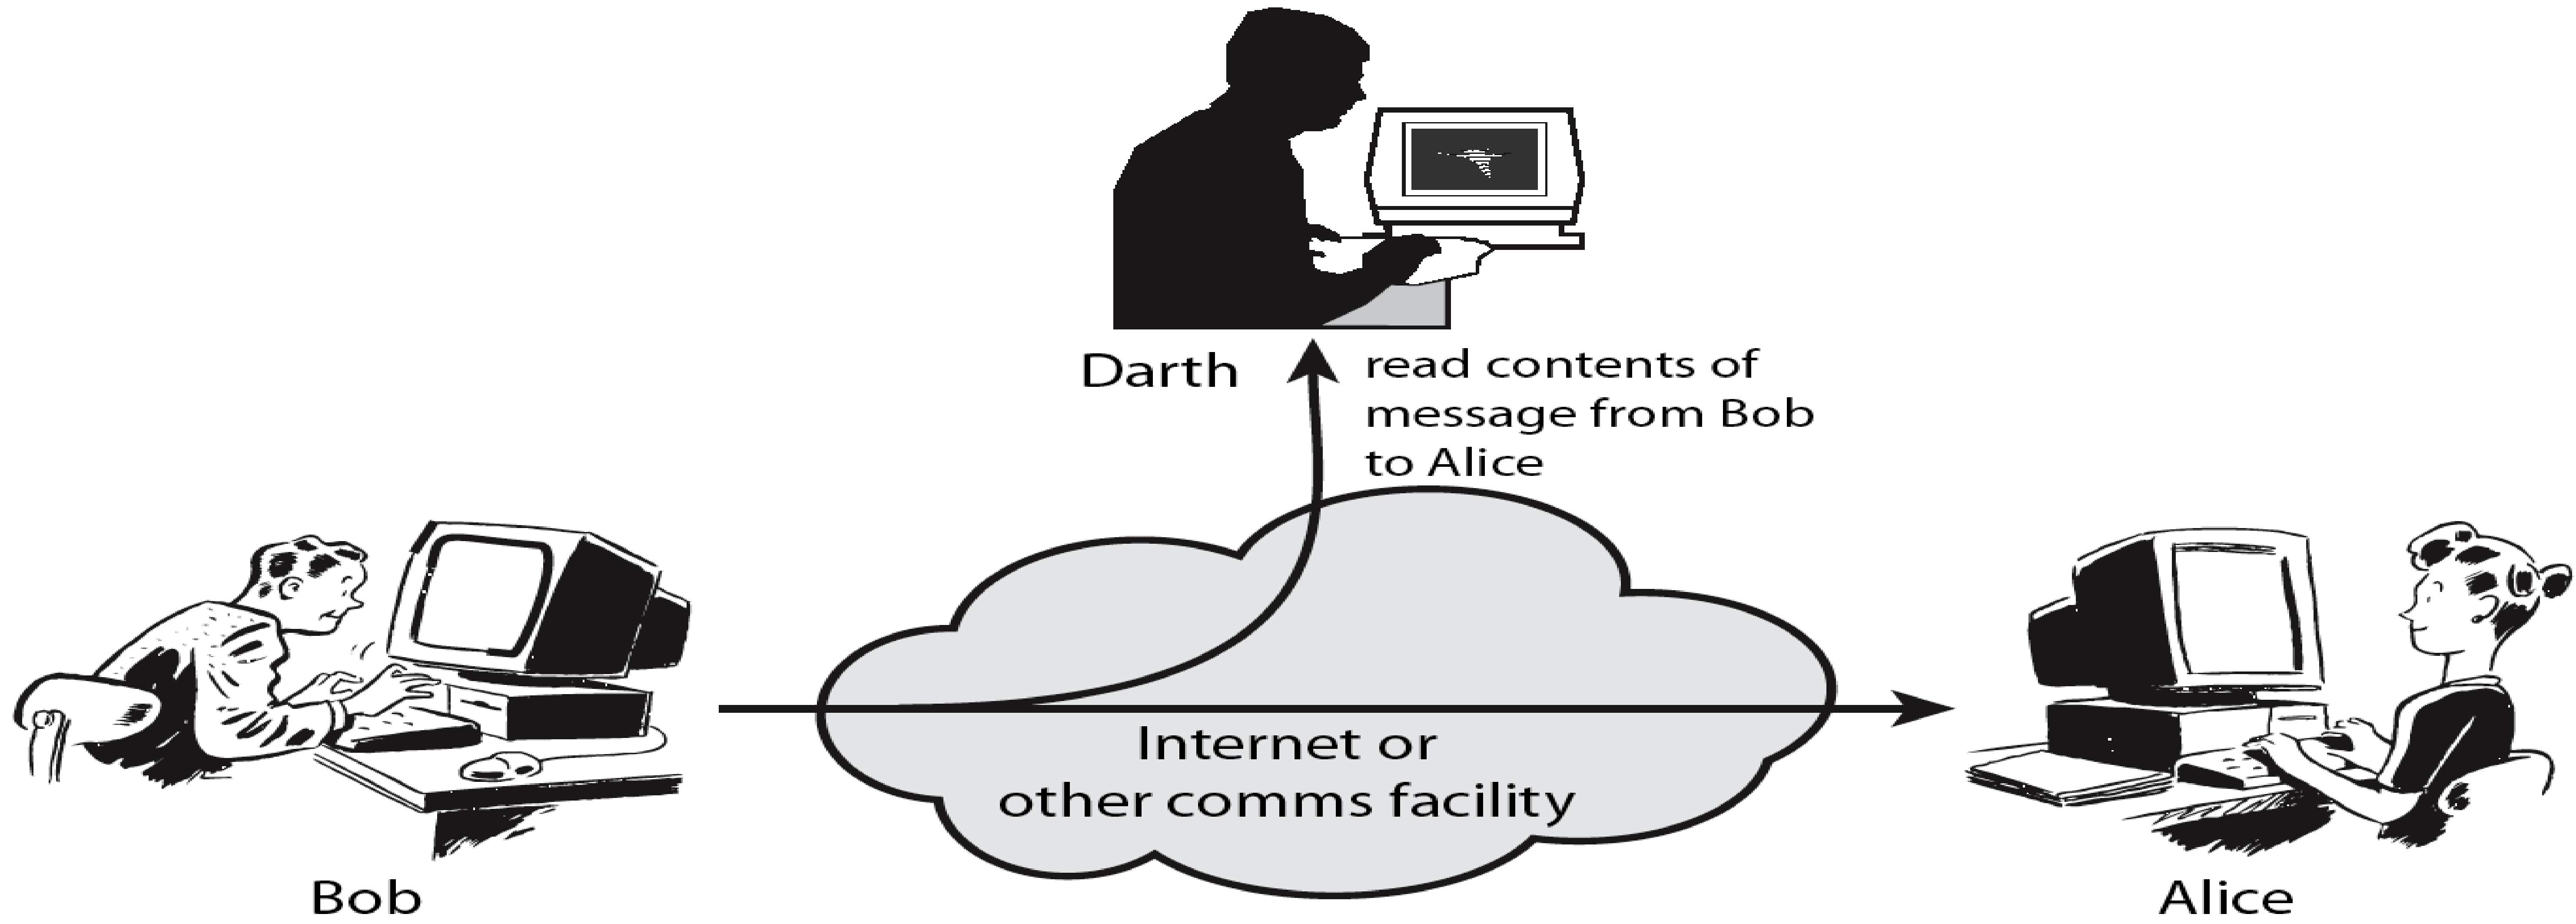 Darth
read contents of
message from Bob
to Alice
Internet or
other comms facility
Bob
Alice